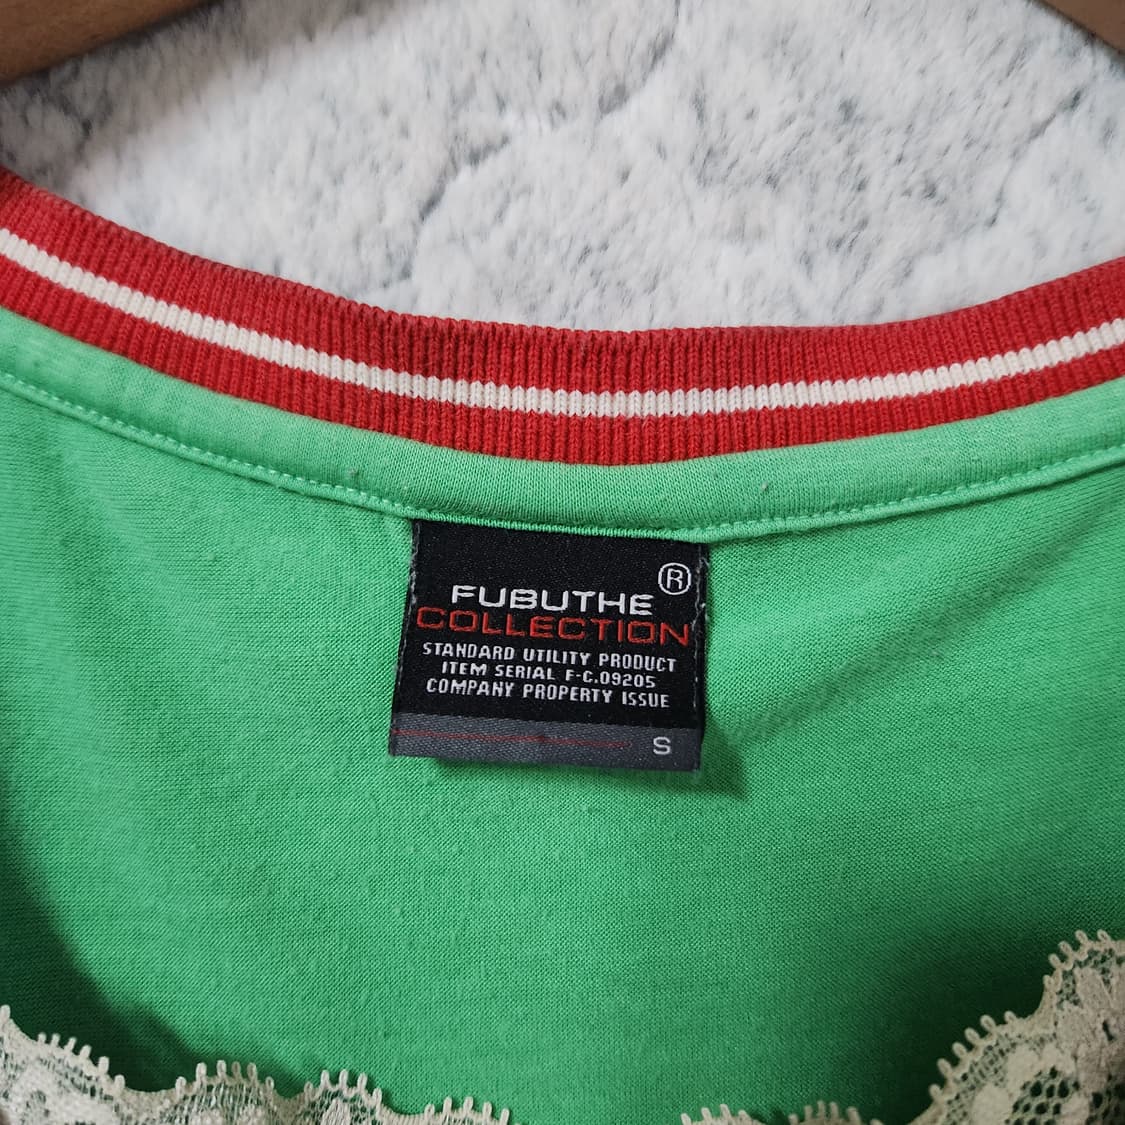 FUBUTHE ®
COLLECTION
STANDARD UTILITY PRODUCT
ITEM SERIAL F-C.09205
COMPANY PROPERTY ISSUE
S